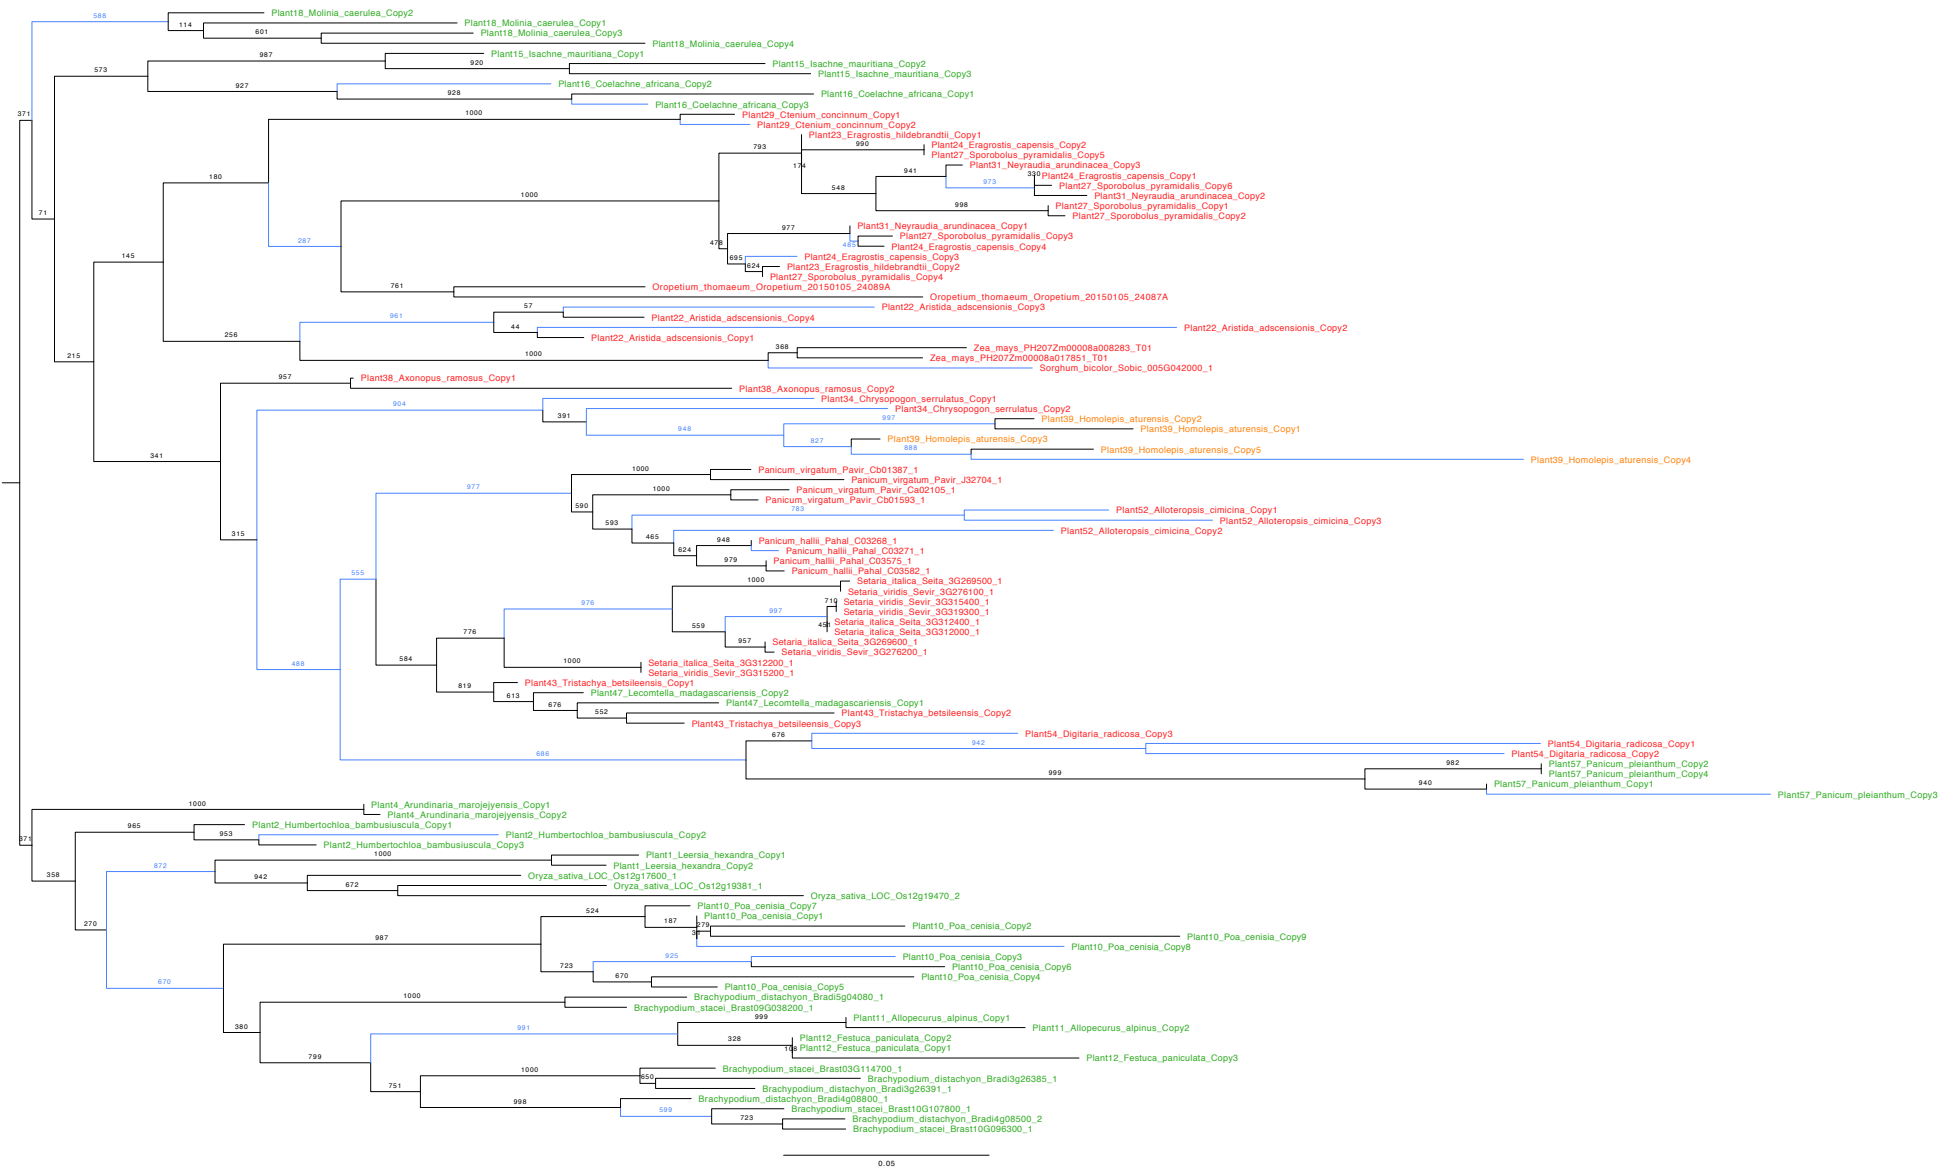 588
Plant18_Molinia_caerulea_Copy2
114
Plant18_Molinia_caerulea_Copy1
601
Plant18_Molinia_caerulea_Copy3
Plant18_Molinia_caerulea_Copy4
987
Plant15_Isachne_mauritiana_Copy1
573
920
Plant15_Isachne_mauritiana_Copy2
Plant15_Isachne_mauritiana_Copy3
927
Plant16_Coelachne_africana_Copy2
928
Plant16_Coelachne_africana_Copy1
Plant16_Coelachne_africana_Copy3
371
1000
Plant29_Ctenium_concinnum_Copy1
Plant29_Ctenium_concinnum_Copy2
Plant23_Eragrostis_hildebrandtii_Copy1
793
990
Plant24_Eragrostis_capensis_Copy2
Plant27_Sporobolus_pyramidalis_Copy5
174
Plant31_Neyraudia_arundinacea_Copy3
941
330
Plant24_Eragrostis_capensis_Copy1
180
973
Plant27_Sporobolus_pyramidalis_Copy6
548
Plant31_Neyraudia_arundinacea_Copy2
1000
998
Plant27_Sporobolus_pyramidalis_Copy1
71
Plant27_Sporobolus_pyramidalis_Copy2
977
Plant31_Neyraudia_arundinacea_Copy1
287
478
Plant27_Sporobolus_pyramidalis_Copy3
485
Plant24_Eragrostis_capensis_Copy4
145
695
Plant24_Eragrostis_capensis_Copy3
624
Plant23_Eragrostis_hildebrandtii_Copy2
Plant27_Sporobolus_pyramidalis_Copy4
761
Oropetium_thomaeum_Oropetium_20150105_24089A
Oropetium_thomaeum_Oropetium_20150105_24087A
57
Plant22_Aristida_adscensionis_Copy3
961
Plant22_Aristida_adscensionis_Copy4
44
Plant22_Aristida_adscensionis_Copy2
256
Plant22_Aristida_adscensionis_Copy1
368
Zea_mays_PH207Zm00008a008283_T01
1000
Zea_mays_PH207Zm00008a017851_T01
215
Sorghum_bicolor_Sobic_005G042000_1
957
Plant38_Axonopus_ramosus_Copy1
Plant38_Axonopus_ramosus_Copy2
904
Plant34_Chrysopogon_serrulatus_Copy1
391
Plant34_Chrysopogon_serrulatus_Copy2
997
Plant39_Homolepis_aturensis_Copy2
948
Plant39_Homolepis_aturensis_Copy1
827
Plant39_Homolepis_aturensis_Copy3
888
Plant39_Homolepis_aturensis_Copy5
341
Plant39_Homolepis_aturensis_Copy4
1000
Panicum_virgatum_Pavir_Cb01387_1
Panicum_virgatum_Pavir_J32704_1
977
1000
Panicum_virgatum_Pavir_Ca02105_1
Panicum_virgatum_Pavir_Cb01593_1
590
783
Plant52_Alloteropsis_cimicina_Copy1
593
Plant52_Alloteropsis_cimicina_Copy3
315
465
Plant52_Alloteropsis_cimicina_Copy2
948
Panicum_hallii_Pahal_C03268_1
624
Panicum_hallii_Pahal_C03271_1
979
Panicum_hallii_Pahal_C03575_1
555
Panicum_hallii_Pahal_C03582_1
1000
Setaria_italica_Seita_3G269500_1
Setaria_viridis_Sevir_3G276100_1
976
710
Setaria_viridis_Sevir_3G315400_1
997
Setaria_viridis_Sevir_3G319300_1
451
Setaria_italica_Seita_3G312400_1
559
Setaria_italica_Seita_3G312000_1
776
957
Setaria_italica_Seita_3G269600_1
Setaria_viridis_Sevir_3G276200_1
488
584
1000
Setaria_italica_Seita_3G312200_1
Setaria_viridis_Sevir_3G315200_1
819
Plant43_Tristachya_betsileensis_Copy1
613
Plant47_Lecomtella_madagascariensis_Copy2
676
Plant47_Lecomtella_madagascariensis_Copy1
552
Plant43_Tristachya_betsileensis_Copy2
Plant43_Tristachya_betsileensis_Copy3
676
Plant54_Digitaria_radicosa_Copy3
686
942
Plant54_Digitaria_radicosa_Copy1
Plant54_Digitaria_radicosa_Copy2
982
Plant57_Panicum_pleianthum_Copy2
999
Plant57_Panicum_pleianthum_Copy4
940
Plant57_Panicum_pleianthum_Copy1
Plant57_Panicum_pleianthum_Copy3
1000
Plant4_Arundinaria_marojejyensis_Copy1
Plant4_Arundinaria_marojejyensis_Copy2
371
965
Plant2_Humbertochloa_bambusiuscula_Copy1
953
Plant2_Humbertochloa_bambusiuscula_Copy2
Plant2_Humbertochloa_bambusiuscula_Copy3
1000
Plant1_Leersia_hexandra_Copy1
872
Plant1_Leersia_hexandra_Copy2
358
942
Oryza_sativa_LOC_Os12g17600_1
672
Oryza_sativa_LOC_Os12g19381_1
Oryza_sativa_LOC_Os12g19470_2
524
Plant10_Poa_cenisia_Copy7
270
187
Plant10_Poa_cenisia_Copy1
279
Plant10_Poa_cenisia_Copy2
987
Plant10_Poa_cenisia_Copy9
Plant10_Poa_cenisia_Copy8
925
Plant10_Poa_cenisia_Copy3
723
Plant10_Poa_cenisia_Copy6
670
670
Plant10_Poa_cenisia_Copy4
Plant10_Poa_cenisia_Copy5
1000
Brachypodium_distachyon_Bradi5g04080_1
Brachypodium_stacei_Brast09G038200_1
380
999
Plant11_Allopecurus_alpinus_Copy1
991
Plant11_Allopecurus_alpinus_Copy2
328
Plant12_Festuca_paniculata_Copy2
108
Plant12_Festuca_paniculata_Copy1
799
Plant12_Festuca_paniculata_Copy3
1000
Brachypodium_stacei_Brast03G114700_1
650
Brachypodium_distachyon_Bradi3g26385_1
751
Brachypodium_distachyon_Bradi3g26391_1
998
Brachypodium_distachyon_Bradi4g08800_1
599
Brachypodium_stacei_Brast10G107800_1
723
Brachypodium_distachyon_Bradi4g08500_2
Brachypodium_stacei_Brast10G096300_1
0.05